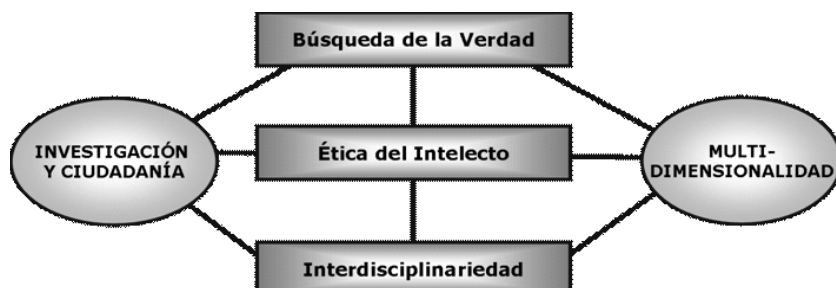 Búsqueda de la Verdad
INVESTIGACIÓN
Y CIUDADANÍA
Ética del Intelecto
MULTI-
DIMENSIONALIDAD
Interdisciplinariedad